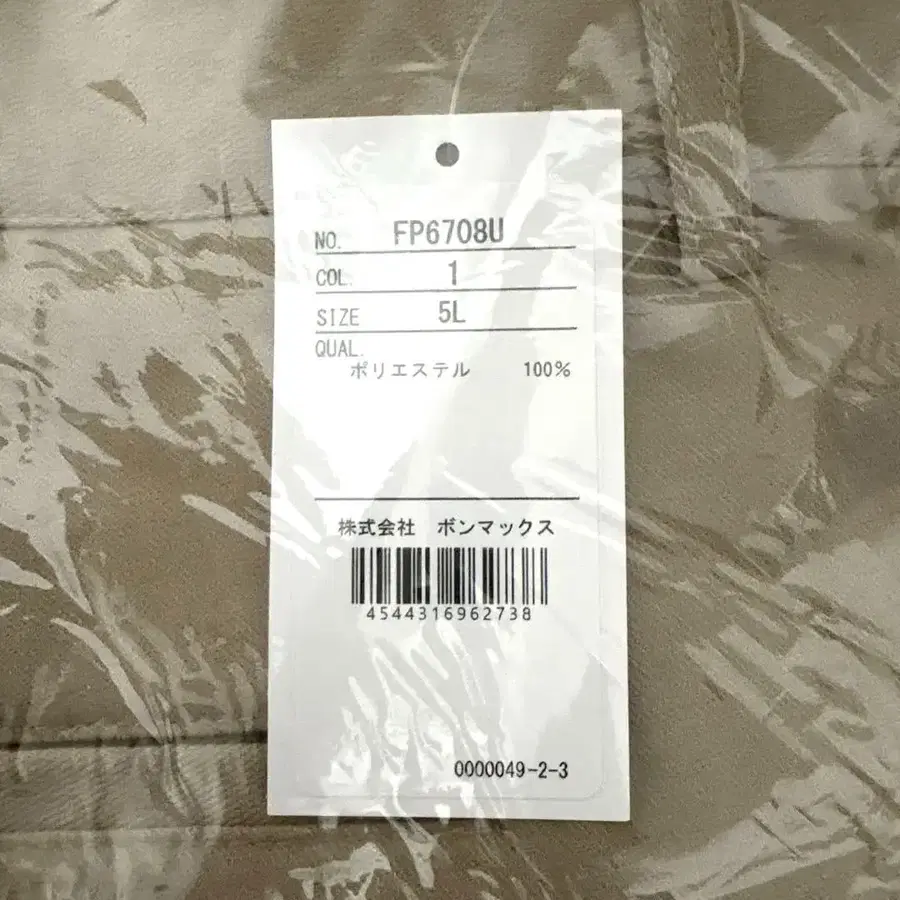 NO. FP6708U
COL. 1
SIZE 5L
QUAL.
ポリエステル 100%
株式会社 ボンマックス
4544316962738
0000049-2-3